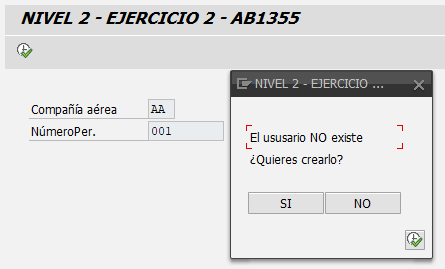 NIVEL 2 - EJERCICIO 2 - AB1355
NIVEL 2 - EJERCICIO ...
Compañía aérea AA
NúmeroPer. 001
El ususario NO existe
¿Quieres crearlo?
SI NO